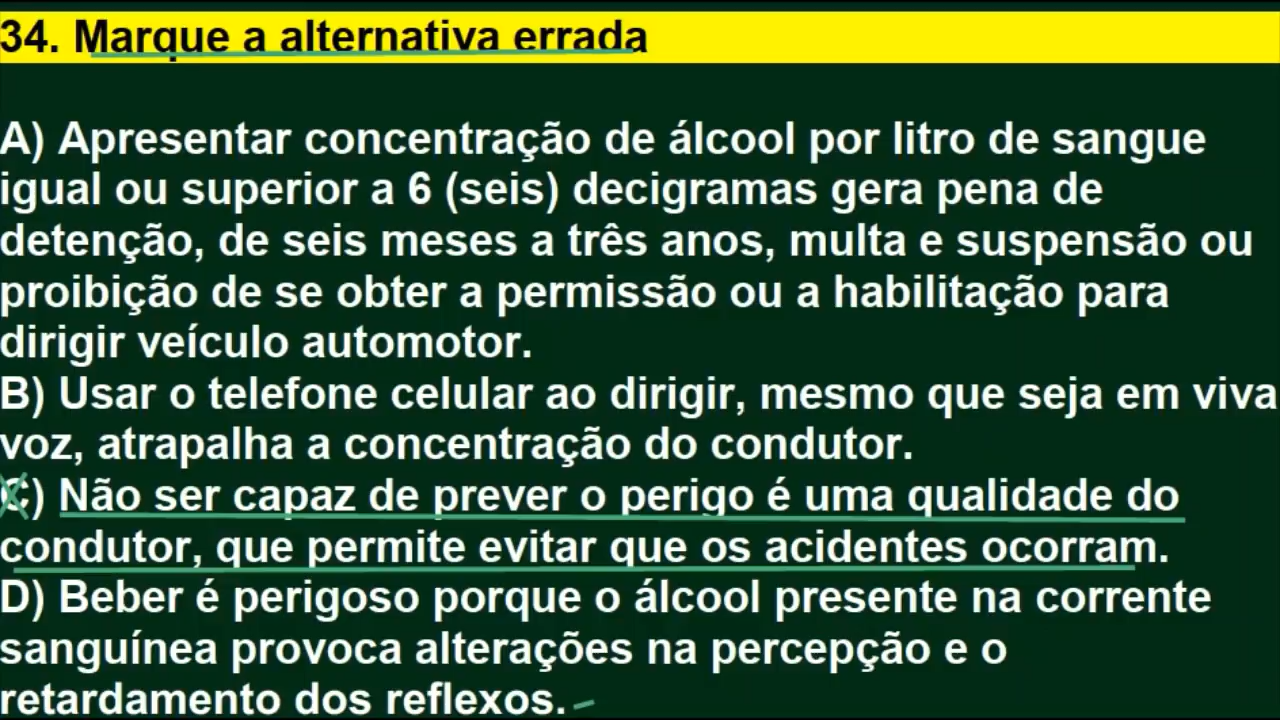 34. Marque a alternativa errada
A) Apresentar concentração de álcool por litro de sangue
igual ou superior a 6 (seis) decigramas gera pena de
detenção, de seis meses a três anos, multa e suspensão ou
proibição de se obter a permissão ou a habilitação para
dirigir veículo automotor.
B) Usar o telefone celular ao dirigir, mesmo que seja em viva
voz, atrapalha a concentração do condutor.
C) Não ser capaz de prever o perigo é uma qualidade do
condutor, que permite evitar que os acidentes ocorram.
D) Beber é perigoso porque o álcool presente na corrente
sanguínea provoca alterações na percepção e o
retardamento dos reflexos.